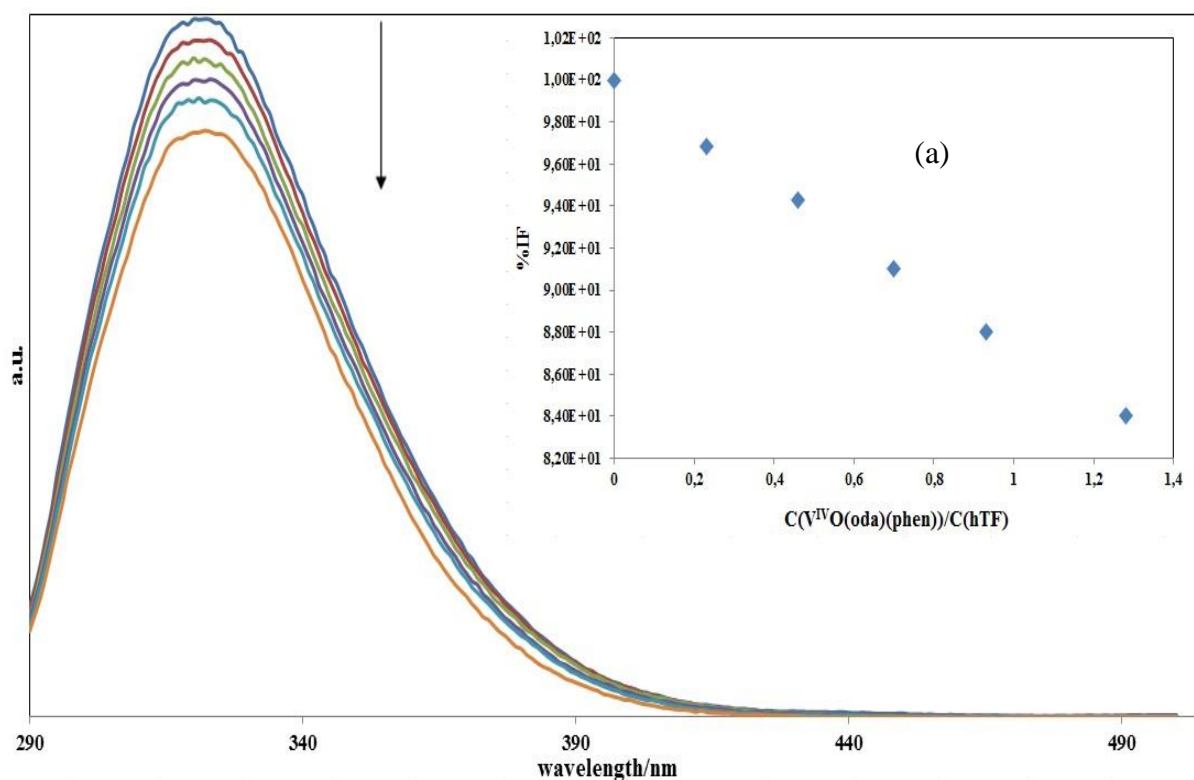 1,02E+02
1,00E+02
9,80E+01
9,60E+01
9,40E+01
9,20E+01
9,00E+01
8,80E+01
8,60E+01
8,40E+01
8,20E+01
%IF
(a)
0 0,2 0,4 0,6 0,8 1 1,2 1,4
C(VᴵⱽO(oda)(phen))/C(hTF)
a.u.
290 340 390 440 490
wavelength/nm